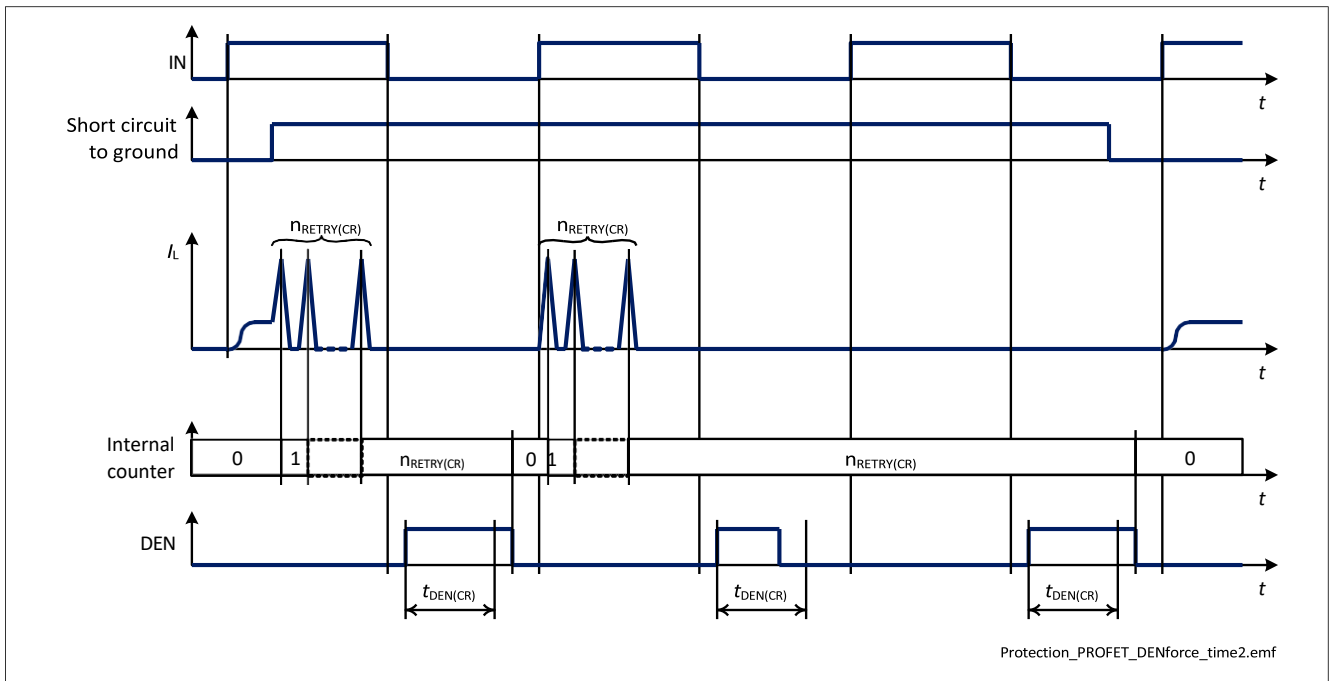 IN
t
Short circuit
to ground
t
nRETRY(CR) nRETRY(CR)
IL
t
Internal
counter
0 1 nRETRY(CR) 0 1 nRETRY(CR) 0
t
DEN
t
tDEN(CR) tDEN(CR) tDEN(CR)
Protection_PROFET_DENforce_time2.emf